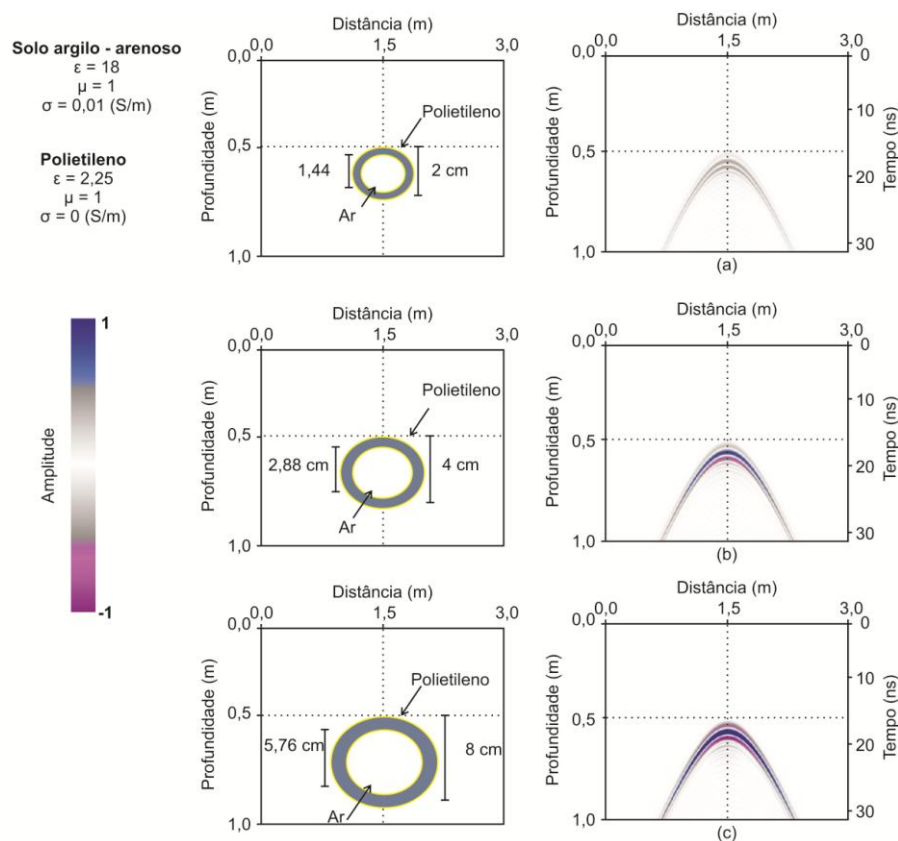 Solo argilo - arenoso
ε = 18
μ = 1
σ = 0,01 (S/m)
Polietileno
ε = 2,25
μ = 1
σ = 0 (S/m)
1
Amplitude
-1
Distância (m)
0,0 1,5 3,0
0,0
Profundidade (m)
0,5
1,0
Polietileno
1,44
2 cm
Ar
Distância (m)
0,0 1,5 3,0
0,0
Profundidade (m)
0,5
1,0
0
10
20
30
Tempo (ns)
(a)
Distância (m)
0,0 1,5 3,0
0,0
Profundidade (m)
0,5
1,0
Polietileno
2,88 cm
4 cm
Ar
Distância (m)
0,0 1,5 3,0
0,0
Profundidade (m)
0,5
1,0
0
10
20
30
Tempo (ns)
(b)
Distância (m)
0,0 1,5 3,0
0,0
Profundidade (m)
0,5
1,0
Polietileno
5,76 cm
8 cm
Ar
Distância (m)
0,0 1,5 3,0
0,0
Profundidade (m)
0,5
1,0
0
10
20
30
Tempo (ns)
(c)